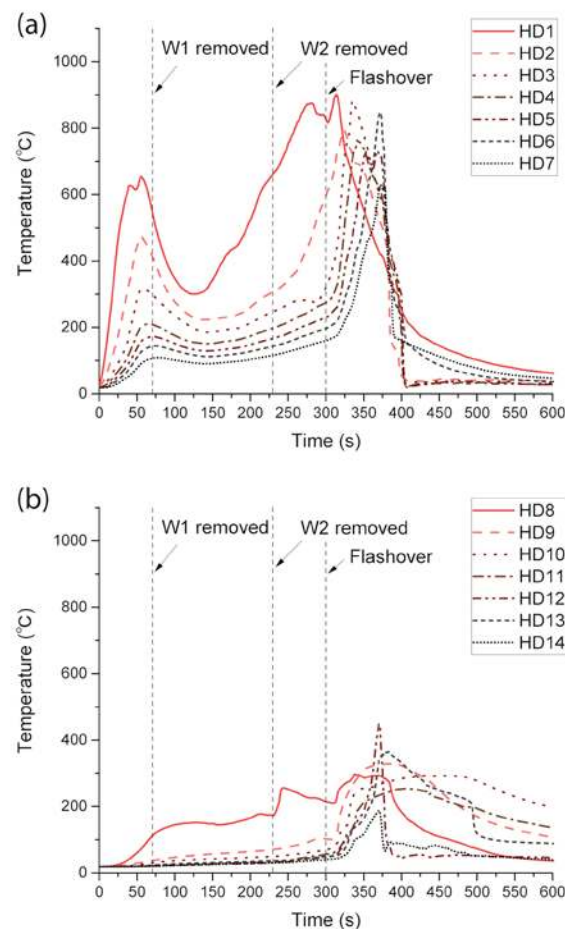 (a)
W1 removed
W2 removed
Flashover
HD1
HD2
HD3
HD4
HD5
HD6
HD7
1000
800
600
400
200
0
Temperature (°C)
0 50 100 150 200 250 300 350 400 450 500 550 600
Time (s)
(b)
W1 removed
W2 removed
Flashover
HD8
HD9
HD10
HD11
HD12
HD13
HD14
1000
800
600
400
200
0
Temperature (°C)
0 50 100 150 200 250 300 350 400 450 500 550 600
Time (s)